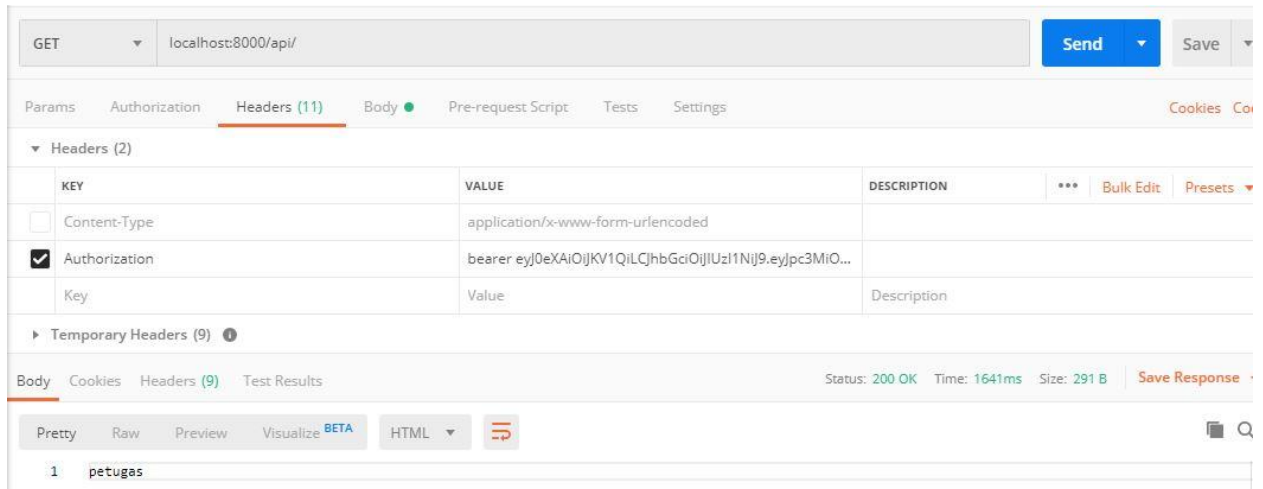 GET localhost:8000/api/ Send Save
Params Authorization Headers (11) Body Pre-request Script Tests Settings Cookies
Headers (2)
KEY VALUE DESCRIPTION ••• Bulk Edit Presets
Content-Type application/x-www-form-urlencoded
Authorization bearer eyJ0eXAiOiJKV1QiLCJhbGciOiJIUzI1NiJ9.eyJpc3MiO...
Key Value Description
Temporary Headers (9)
Body Cookies Headers (9) Test Results Status: 200 OK Time: 1641ms Size: 291 B Save Response
Pretty Raw Preview Visualize BETA HTML
1 petugas